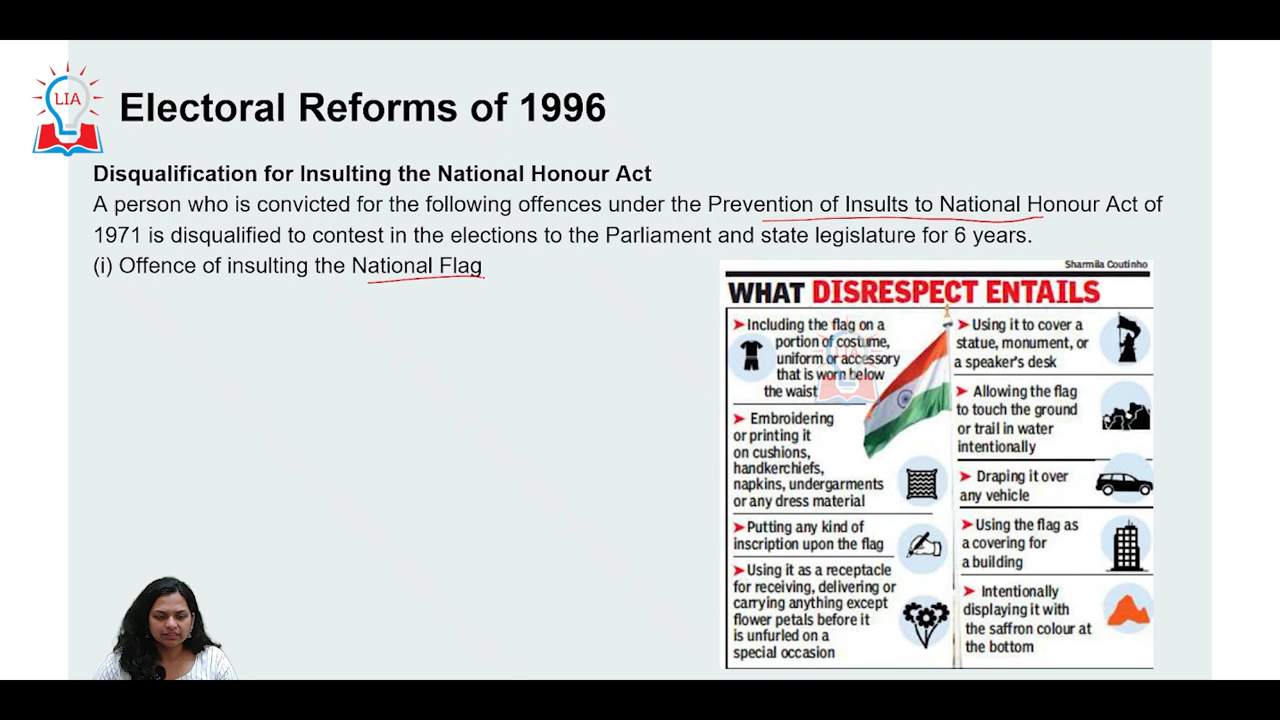 LIA
Electoral Reforms of 1996
Disqualification for Insulting the National Honour Act
A person who is convicted for the following offences under the Prevention of Insults to National Honour Act of
1971 is disqualified to contest in the elections to the Parliament and state legislature for 6 years.
(i) Offence of insulting the National Flag
Sharmila Coutinho
WHAT DISRESPECT ENTAILS
➤Including the flag on a
portion of costume,
uniform or accessory
that is worn below
the waist
LIA
➤ Embroidering
or printing it
on cushions,
handkerchiefs,
napkins, undergarments
or any dress material
➤Putting any kind of
inscription upon the flag
➤Using it as a receptacle
for receiving, delivering or
carrying anything except
flower petals before it
is unfurled on a
special occasion
➤ Using it to cover a
statue, monument, or
a speaker's desk
➤ Allowing the flag
to touch the ground
or trail in water
intentionally
➤ Draping it over
any vehicle
➤ Using the flag as
a covering for
a building
➤ Intentionally
displaying it with
the saffron colour at
the bottom